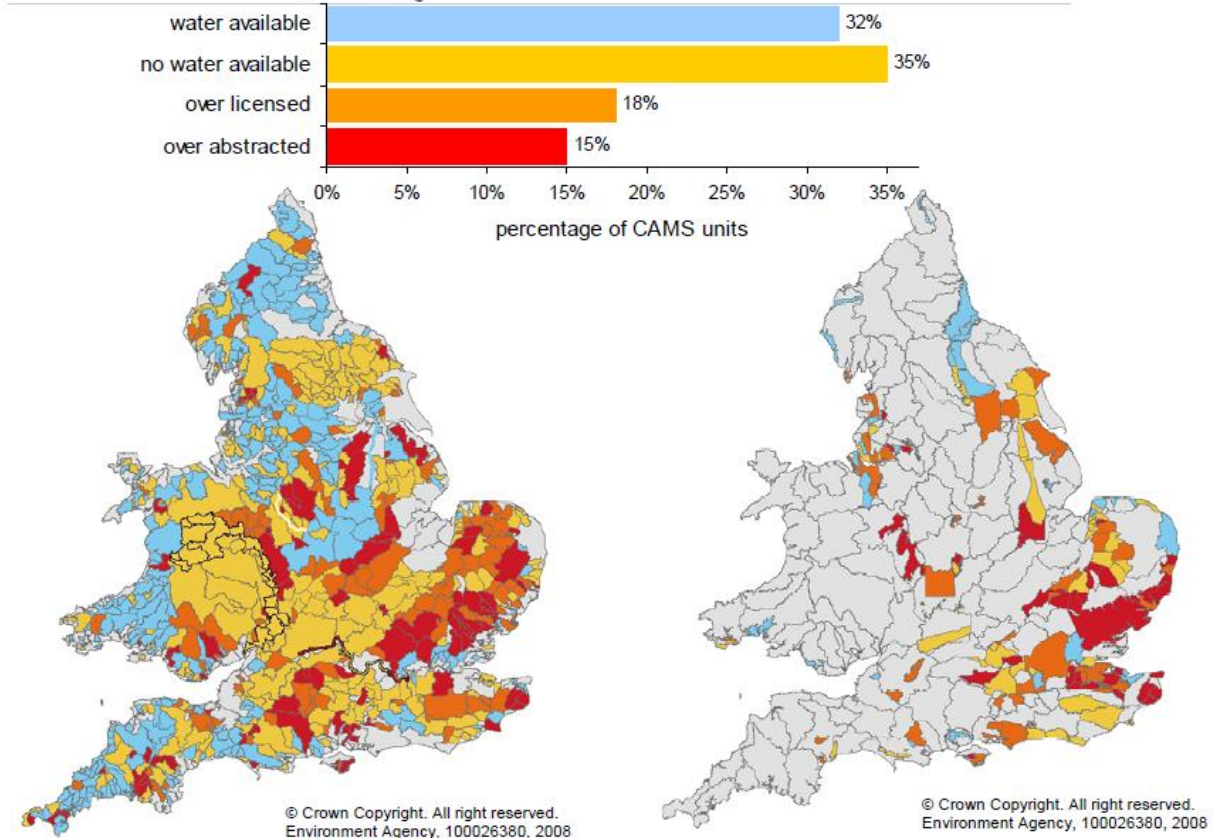 water available
32%
no water available
35%
over licensed
18%
over abstracted
15%
0% 5% 10% 15% 20% 25% 30% 35%
percentage of CAMS units
© Crown Copyright. All right reserved.
Environment Agency, 100026380, 2008
© Crown Copyright. All right reserved.
Environment Agency, 100026380, 2008